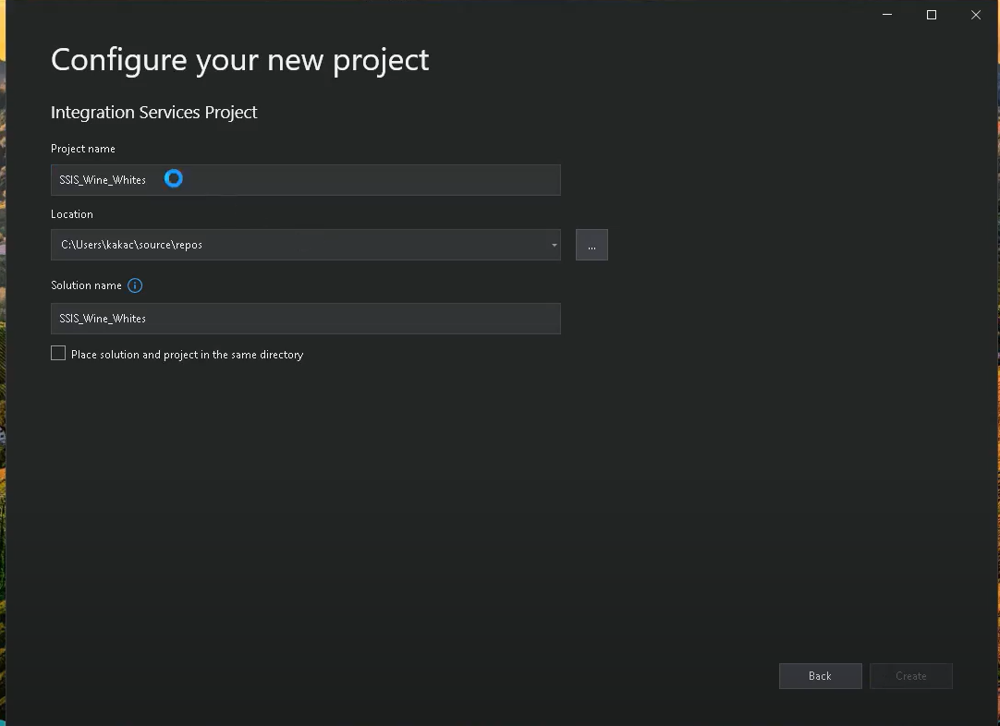 Configure your new project
Integration Services Project
Project name
SSIS_Wine_Whites
Location
C:\Users\kakac\source\repos
...
Solution name
SSIS_Wine_Whites
Place solution and project in the same directory
Back
Create